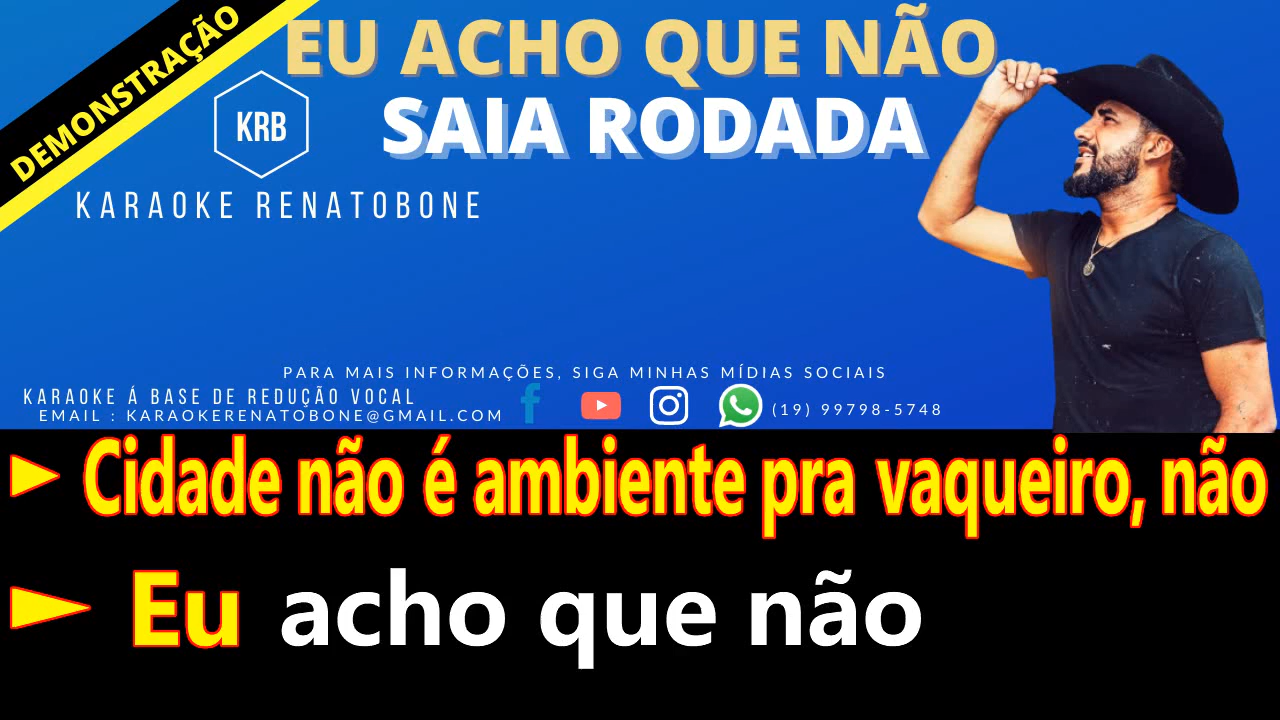 DEMONSTRAÇÃO
EU ACHO QUE NÃO
SAIA RODADA
KRB
KARAOKE RENATOBONE
PARA MAIS INFORMAÇÕES, SIGA MINHAS MÍDIAS SOCIAIS
KARAOKE Á BASE DE REDUÇÃO VOCAL
EMAIL : KARAOKERENATOBONE@GMAIL.COM
(19) 99798-5748
Cidade não é ambiente pra vaqueiro, não
Eu acho que não